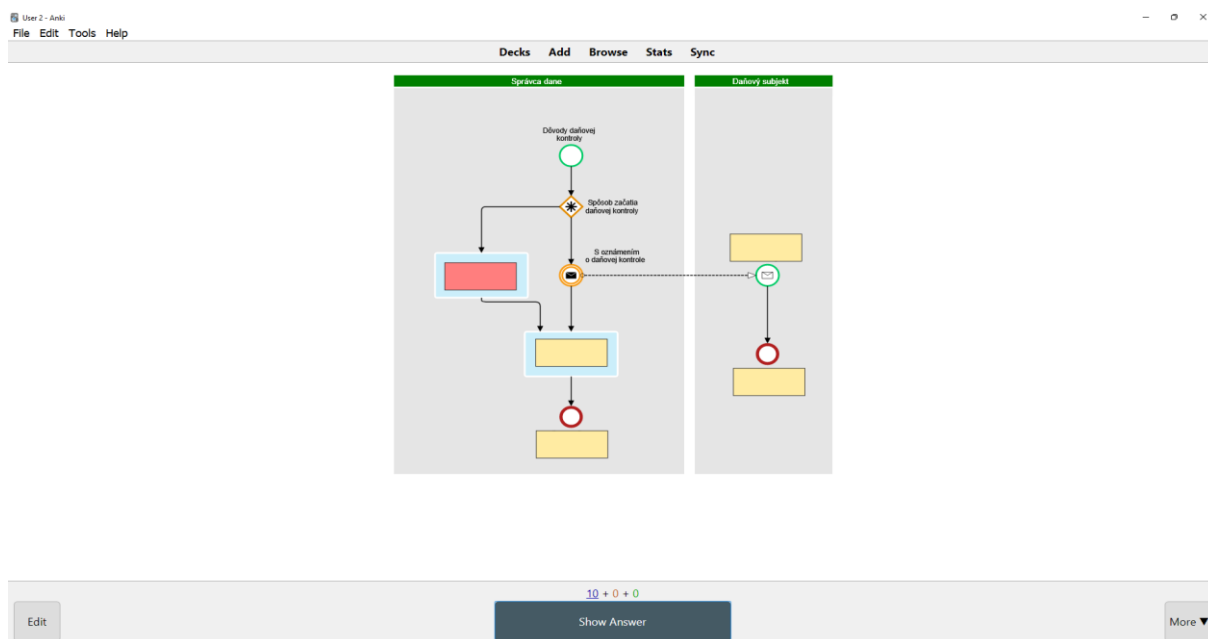 User 2 - Anki
File Edit Tools Help
Decks Add Browse Stats Sync
Správca dane
Daňový subjekt
Dôvody daňovej
kontroly
Spôsob začatia
daňovej kontroly
S oznámením
o daňovej kontrole
10 + 0 + 0
Edit
Show Answer
More ▼